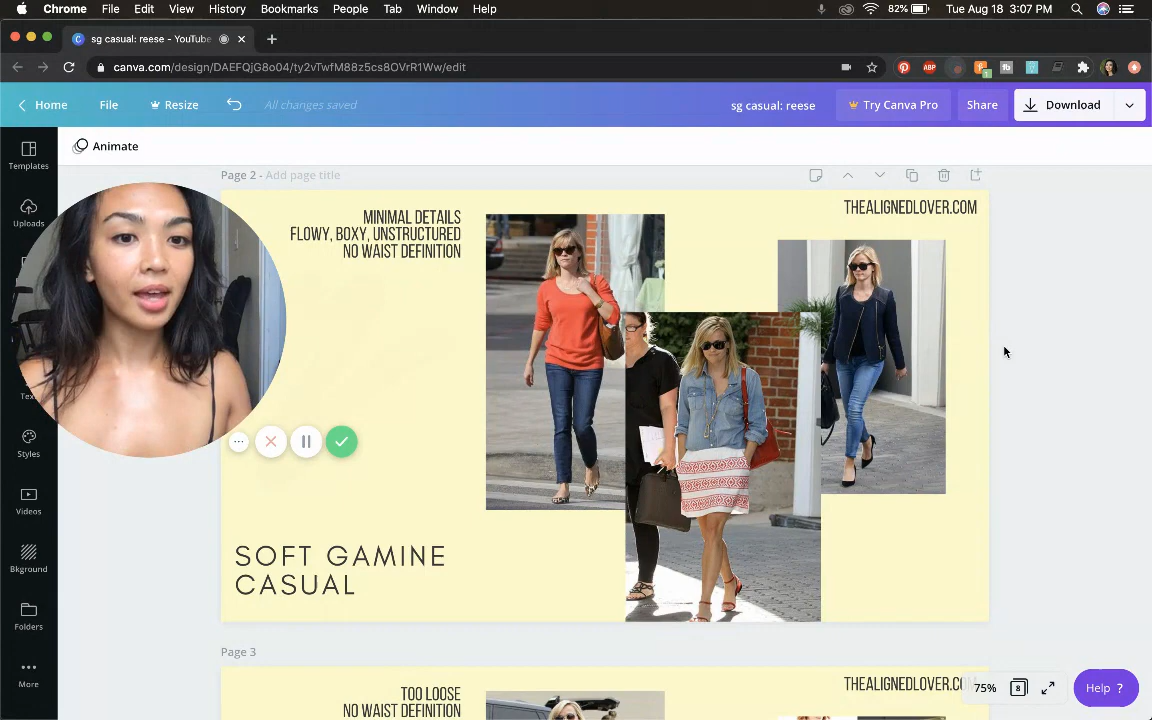 Chrome File Edit View History Bookmarks People Tab Window Help
82% Tue Aug 18 3:07 PM
sg casual: reese - YouTube
canva.com/design/DAEFQjG8o04/ty2vTwfM88z5cs8OVrR1Ww/edit
ABP
Home File Resize All changes saved
sg casual: reese Try Canva Pro Share Download
Templates
Uploads
Styles
Videos
Bkground
Folders
More
Animate
Page 2 - Add page title
MINIMAL DETAILS
FLOWY, BOXY, UNSTRUCTURED
NO WAIST DEFINITION
THEALIGNEDLOVER.COM
SOFT GAMINE
CASUAL
Page 3
TOO LOOSE
NO WAIST DEFINITION
75% 8
Help ?